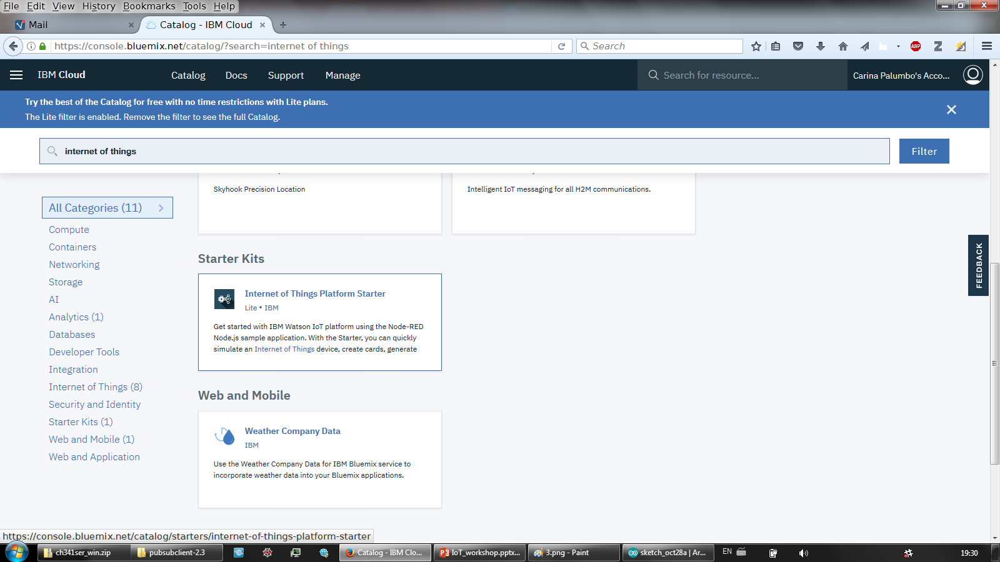 File Edit View History Bookmarks Tools Help
Mail × Catalog - IBM Cloud × +
https://console.bluemix.net/catalog/?search=internet of things Search ABP Z
IBM Cloud Catalog Docs Support Manage Search for resource... Carina Palumbo's Acco...
Try the best of the Catalog for free with no time restrictions with Lite plans.
The Lite filter is enabled. Remove the filter to see the full Catalog.
internet of things Filter
Skyhook Precision Location
Intelligent IoT messaging for all H2M communications.
All Categories (11)
Compute
Containers
Networking
Storage
AI
Analytics (1)
Databases
Developer Tools
Integration
Internet of Things (8)
Security and Identity
Starter Kits (1)
Web and Mobile (1)
Web and Application
Starter Kits
Internet of Things Platform Starter
Lite • IBM
Get started with IBM Watson IoT platform using the Node-RED
Node.js sample application. With the Starter, you can quickly
simulate an Internet of Things device, create cards, generate
Web and Mobile
Weather Company Data
IBM
Use the Weather Company Data for IBM Bluemix service to
incorporate weather data into your Bluemix applications.
FEEDBACK
https://console.bluemix.net/catalog/starters/internet-of-things-platform-starter
ch341ser_win.zip pubsubclient-2.3 Catalog - IBM Clo... IoT_workshop.pptx... 3.png - Paint sketch_oct28a | Ar... EN 19:30